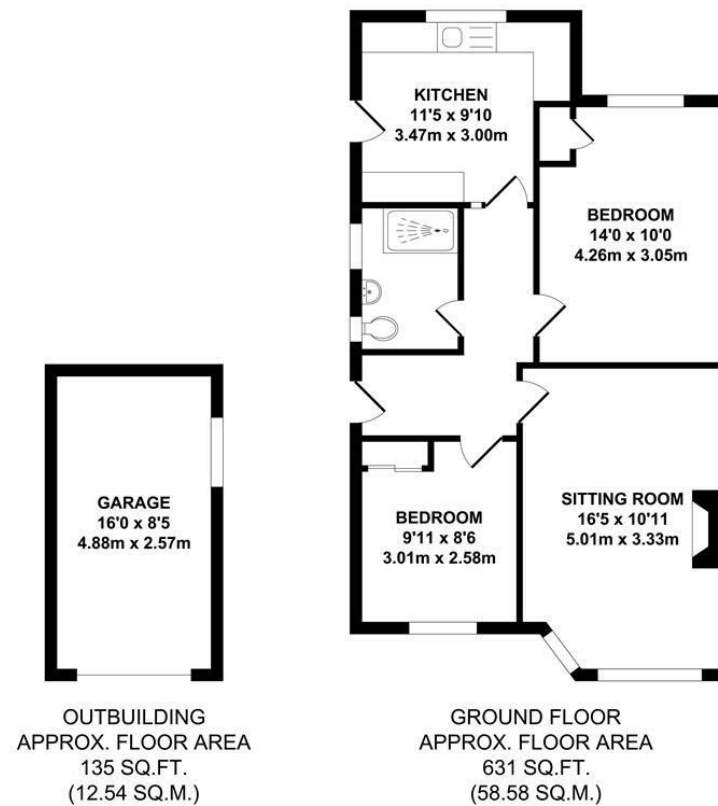 KITCHEN
11'5 x 9'10
3.47m x 3.00m
BEDROOM
14'0 x 10'0
4.26m x 3.05m
GARAGE
16'0 x 8'5
4.88m x 2.57m
BEDROOM
9'11 x 8'6
3.01m x 2.58m
SITTING ROOM
16'5 x 10'11
5.01m x 3.33m
OUTBUILDING
APPROX. FLOOR AREA
135 SQ.FT.
(12.54 SQ.M.)
GROUND FLOOR
APPROX. FLOOR AREA
631 SQ.FT.
(58.58 SQ.M.)